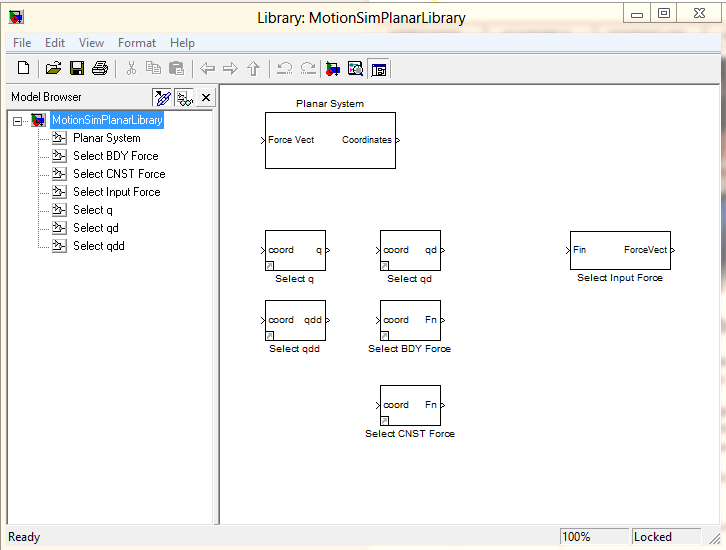 Library: MotionSimPlanarLibrary
File Edit View Format Help
Model Browser
MotionSimPlanarLibrary
Planar System
Select BDY Force
Select CNST Force
Select Input Force
Select q
Select qd
Select qdd
Planar System
Force Vect Coordinates
coord q
Select q
coord qd
Select qd
Fin ForceVect
Select Input Force
coord qdd
Select qdd
coord Fn
Select BDY Force
coord Fn
Select CNST Force
Ready 100% Locked